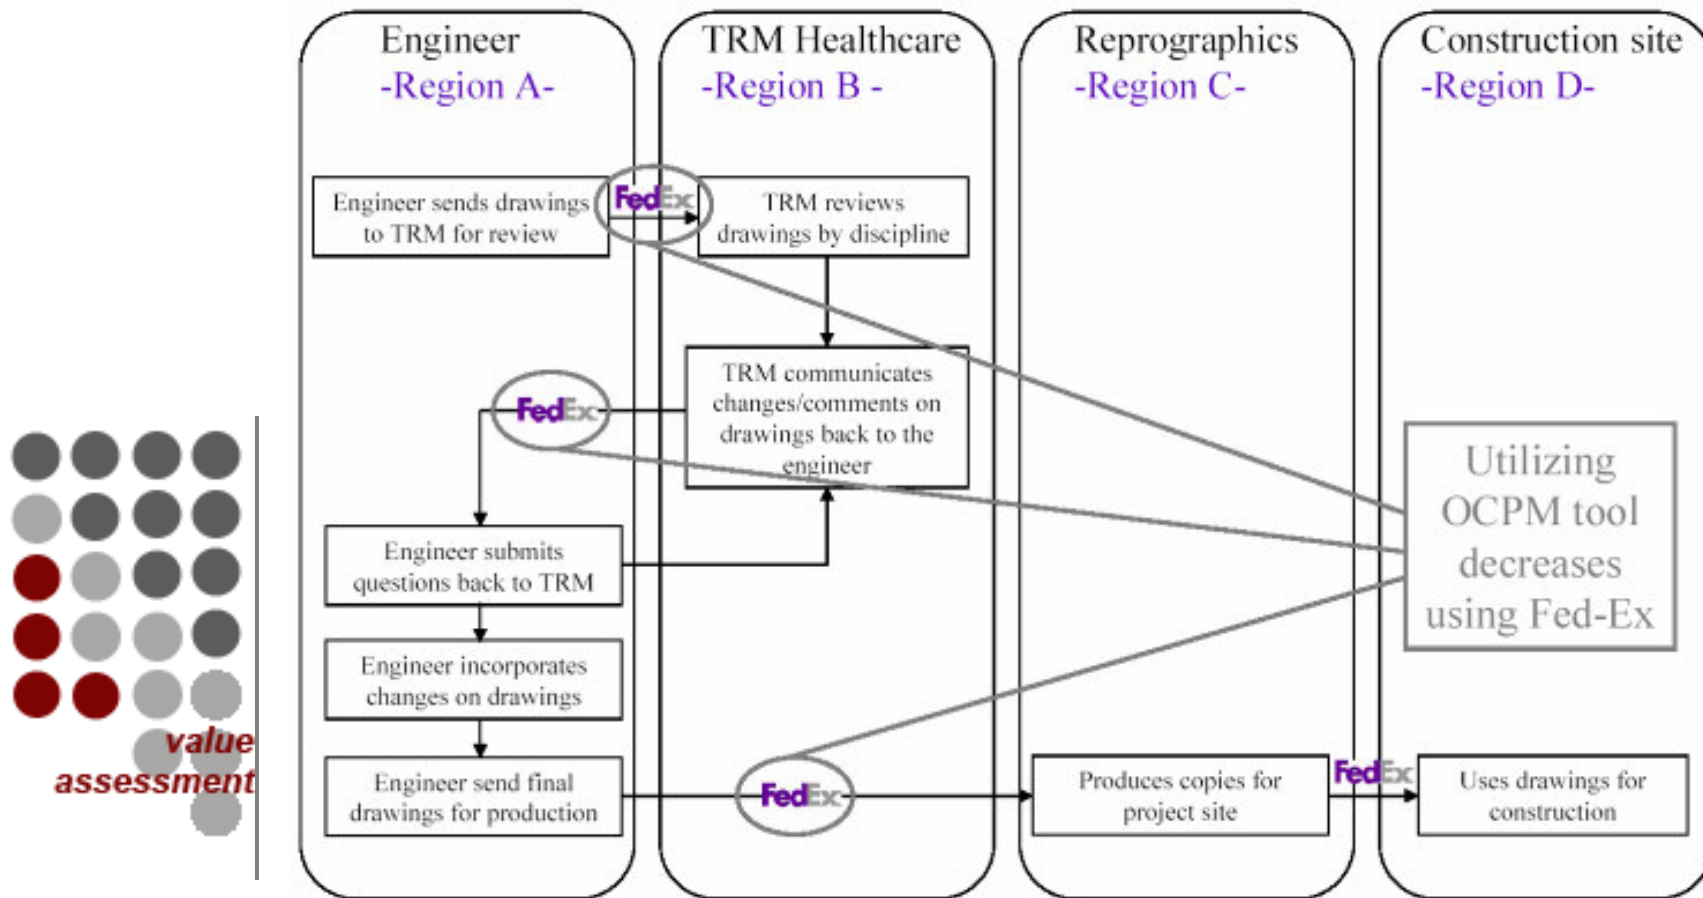 Engineer
-Region A-
TRM Healthcare
-Region B -
Reprographics
-Region C-
Construction site
-Region D-
Engineer sends drawings
to TRM for review
FedEx
TRM reviews
drawings by discipline
TRM communicates
changes/comments on
drawings back to the
engineer
FedEx
Engineer submits
questions back to TRM
Engineer incorporates
changes on drawings
Engineer send final
drawings for production
FedEx
Produces copies for
project site
FedEx
Uses drawings for
construction
Utilizing
OCPM tool
decreases
using Fed-Ex
value
assessment